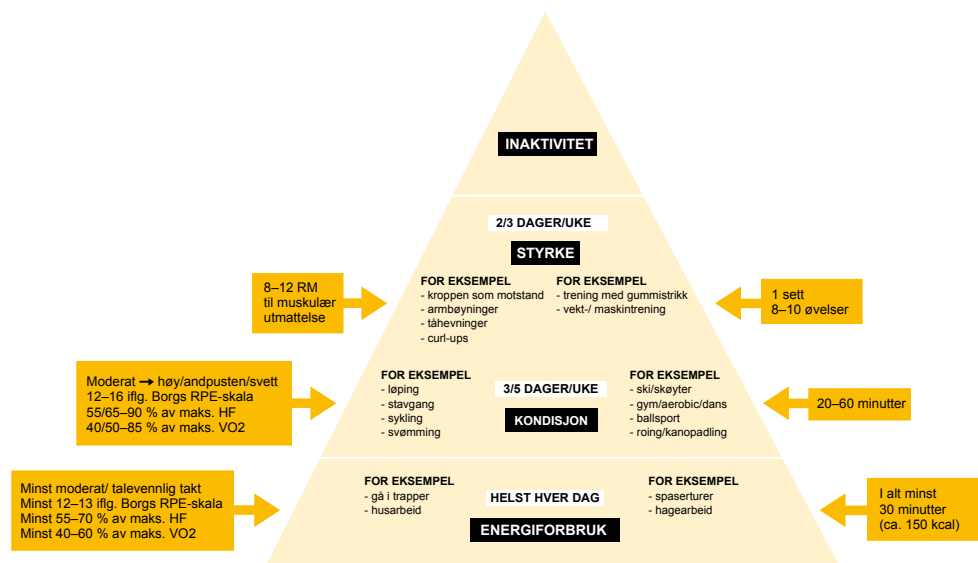 INAKTIVITET
2/3 DAGER/UKE
STYRKE
8–12 RM
til muskulær
utmattelse
FOR EKSEMPEL
- kroppen som motstand
- armbøyninger
- tåhevninger
- curl-ups
FOR EKSEMPEL
- trening med gummistrikk
- vekt-/ maskintrening
1 sett
8–10 øvelser
Moderat → høy/andpusten/svett
12–16 iflg. Borgs RPE-skala
55/65–90 % av maks. HF
40/50–85 % av maks. VO2
FOR EKSEMPEL
- løping
- stavgang
- sykling
- svømming
3/5 DAGER/UKE
KONDISJON
FOR EKSEMPEL
- ski/skøyter
- gym/aerobic/dans
- ballsport
- roing/kanopadling
20–60 minutter
Minst moderat/ talevennlig takt
Minst 12–13 iflg. Borgs RPE-skala
Minst 55–70 % av maks. HF
Minst 40–60 % av maks. VO2
FOR EKSEMPEL
- gå i trapper
- husarbeid
HELST HVER DAG
ENERGIFORBRUK
FOR EKSEMPEL
- spaserturer
- hagearbeid
I alt minst
30 minutter
(ca. 150 kcal)